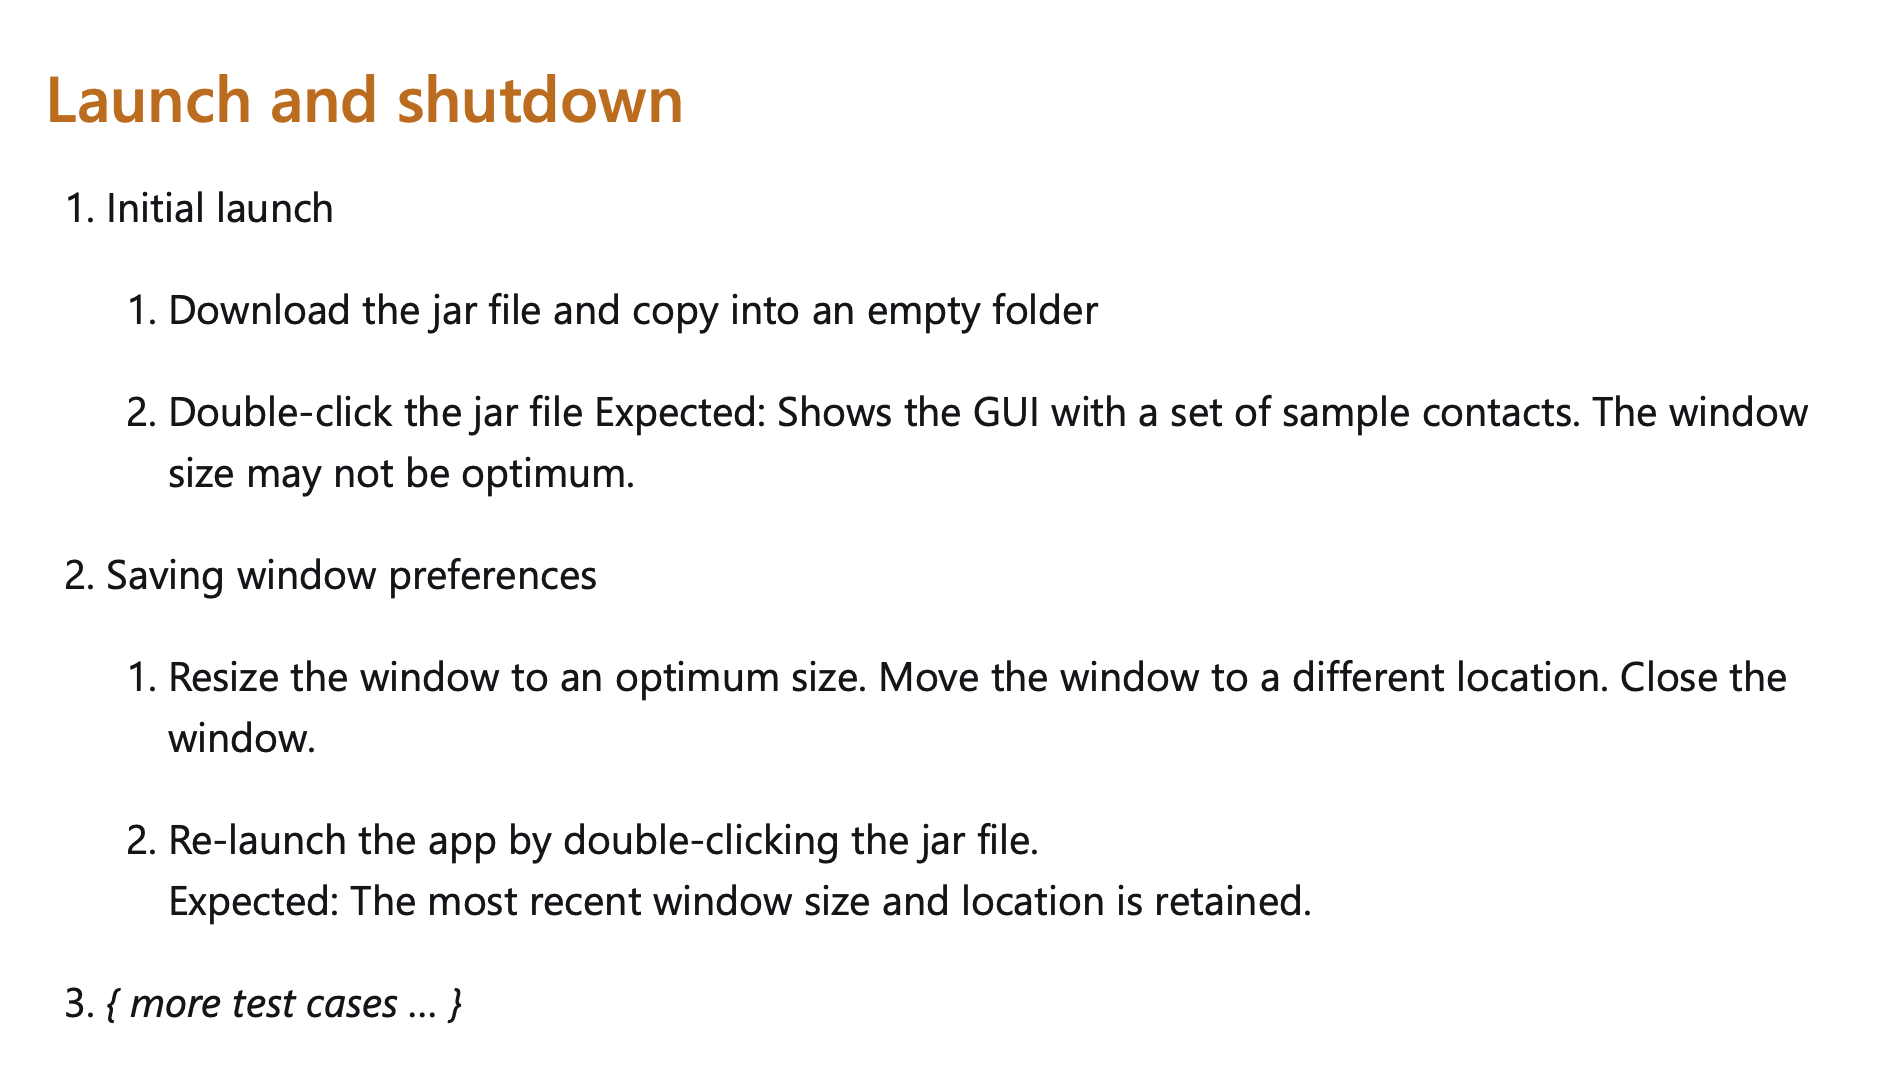 Launch and shutdown
1. Initial launch
1. Download the jar file and copy into an empty folder
2. Double-click the jar file Expected: Shows the GUI with a set of sample contacts. The window
size may not be optimum.
2. Saving window preferences
1. Resize the window to an optimum size. Move the window to a different location. Close the
window.
2. Re-launch the app by double-clicking the jar file.
Expected: The most recent window size and location is retained.
3. { more test cases … }